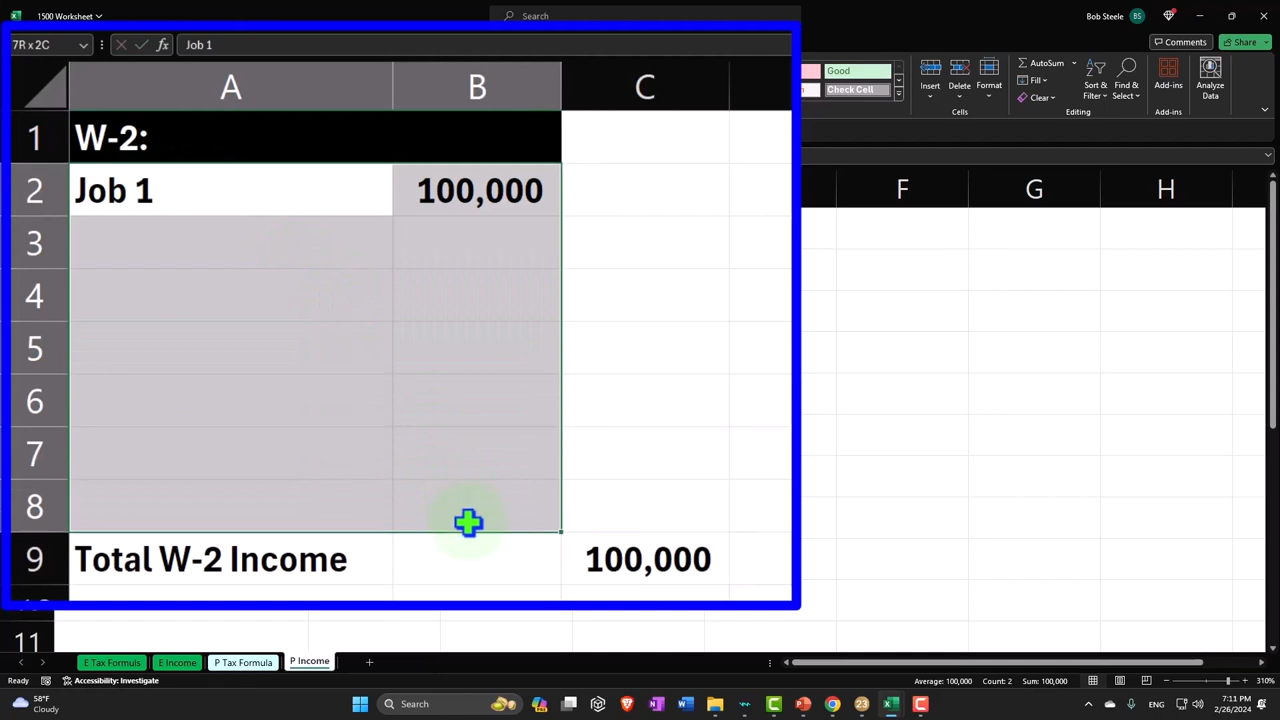 1500 Worksheet
Search
Bob Steele
BS
7R x 2C
fx
Job 1
Comments
Share
Good
Check Cell
Insert
Delete
Format
Cells
AutoSum
Fill
Clear
Sort & Filter
Find & Select
Editing
Add-ins
Add-ins
Analyze Data
A B C
F G H
1 W-2:
2 Job 1 100,000
3
4
5
6
7
8
9 Total W-2 Income 100,000
11
E Tax Formuls
E Income
P Tax Formula
P Income
Ready
Accessibility: Investigate
Average: 100,000 Count: 2 Sum: 100,000
310%
58°F
Cloudy
Search
23
ENG
7:11 PM
2/26/2024